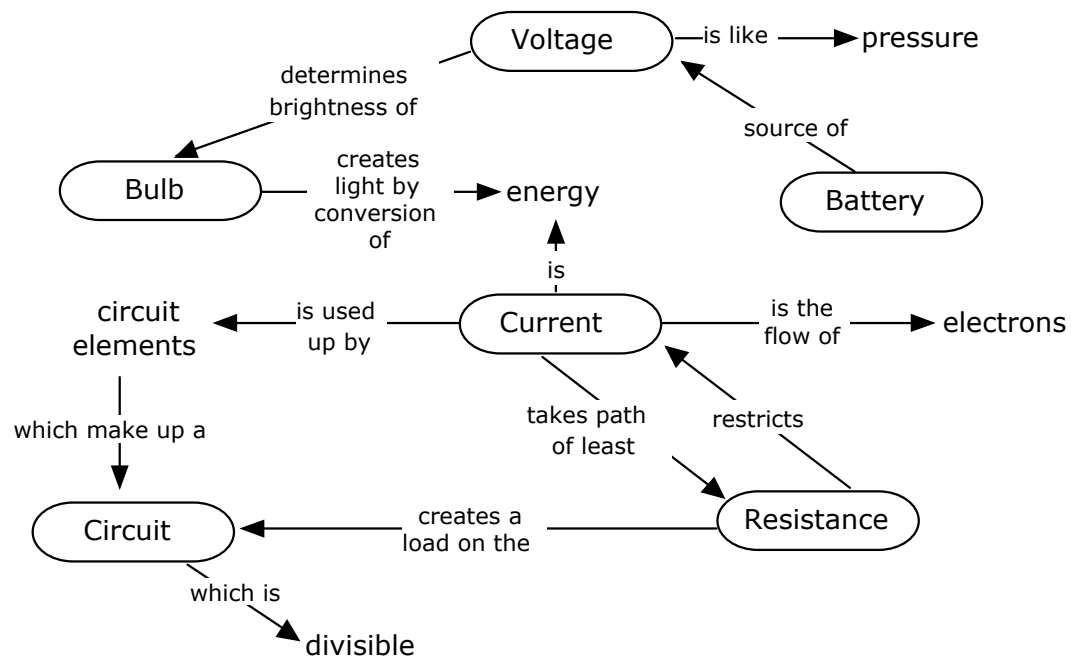 Voltage
is like
pressure
determines
brightness of
source of
Bulb
creates
light by
conversion
of
energy
Battery
is
circuit
elements
is used
up by
Current
is the
flow of
electrons
takes path
of least
restricts
which make up a
Circuit
creates a
load on the
Resistance
which is
divisible